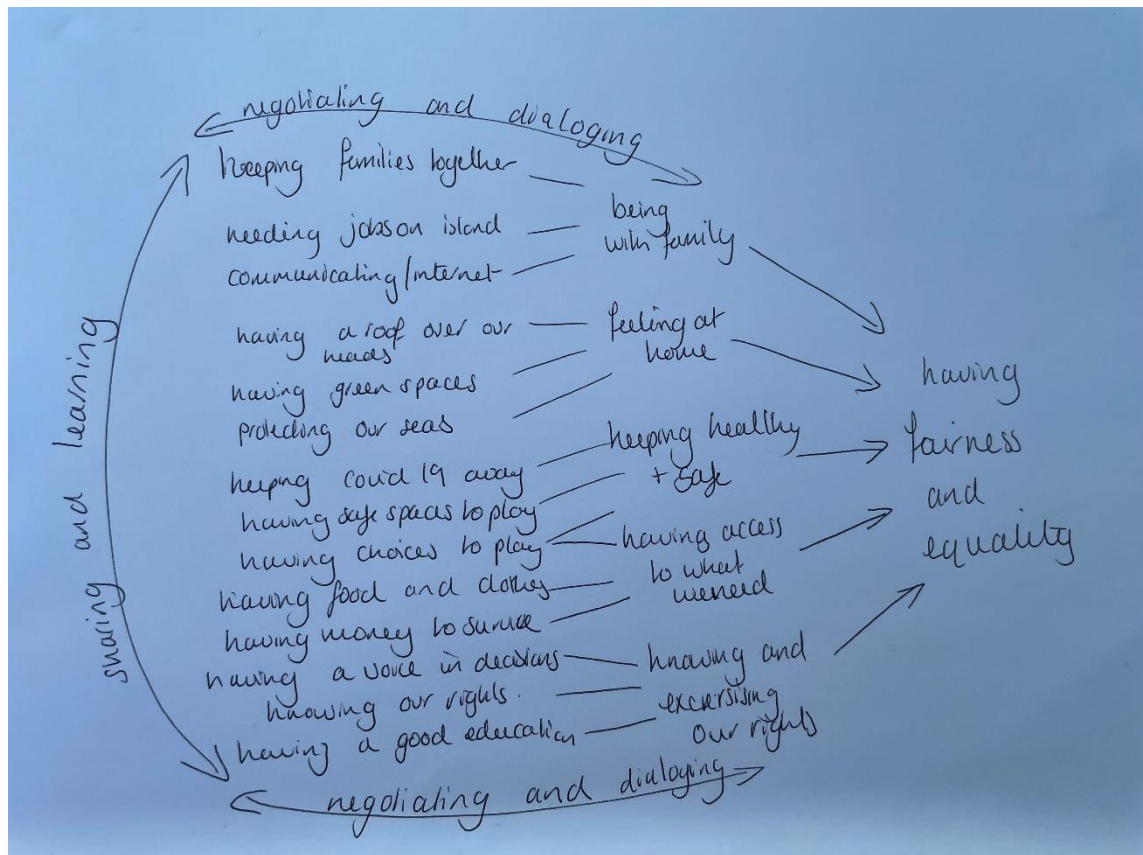 negotiating and dialoging
keeping families together
needing jobs on island
communicating/internet
being
with family
having a roof over our
heads
having green spaces
protecting our seas
feeling at
home
keeping covid 19 away
having safe spaces to play
having choices to play
keeping healthy
+ safe
having food and clothes
having money to survive
having access
to what
we need
having a voice in decisions
knowing our rights.
having a good education
knowing and
excersising
our rights
having
fairness
and
equality
sharing and learning
negotiating and dialoging